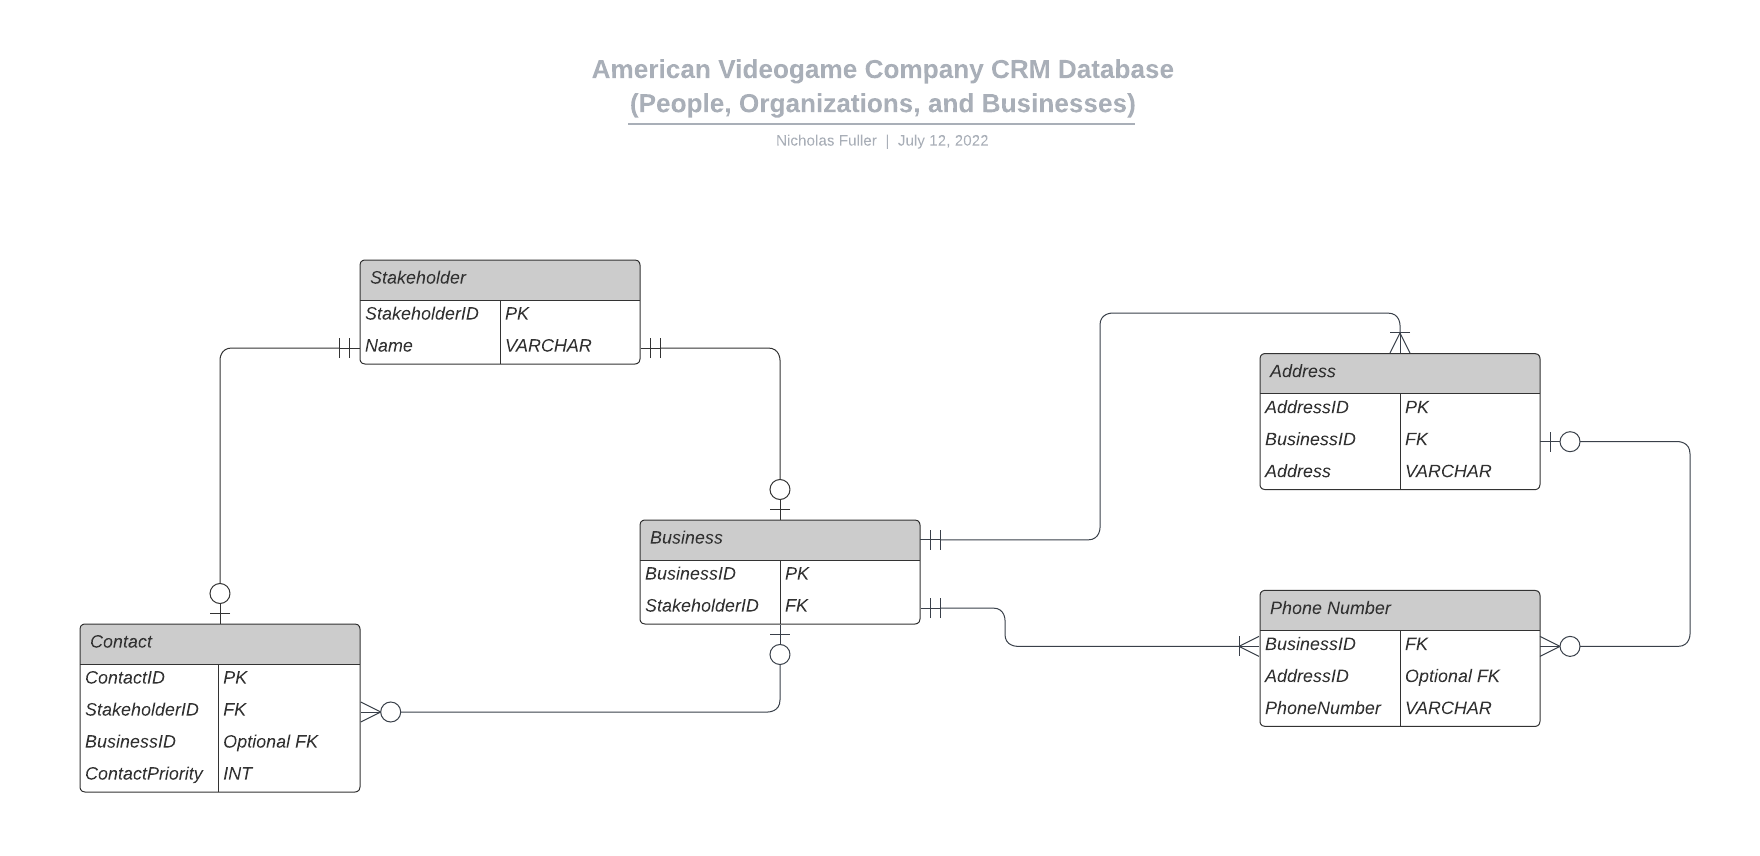 American Videogame Company CRM Database
(People, Organizations, and Businesses)
Nicholas Fuller | July 12, 2022
Stakeholder
StakeholderID PK
Name VARCHAR
Address
AddressID PK
BusinessID FK
Address VARCHAR
Business
BusinessID PK
StakeholderID FK
Phone Number
BusinessID FK
AddressID Optional FK
PhoneNumber VARCHAR
Contact
ContactID PK
StakeholderID FK
BusinessID Optional FK
ContactPriority INT